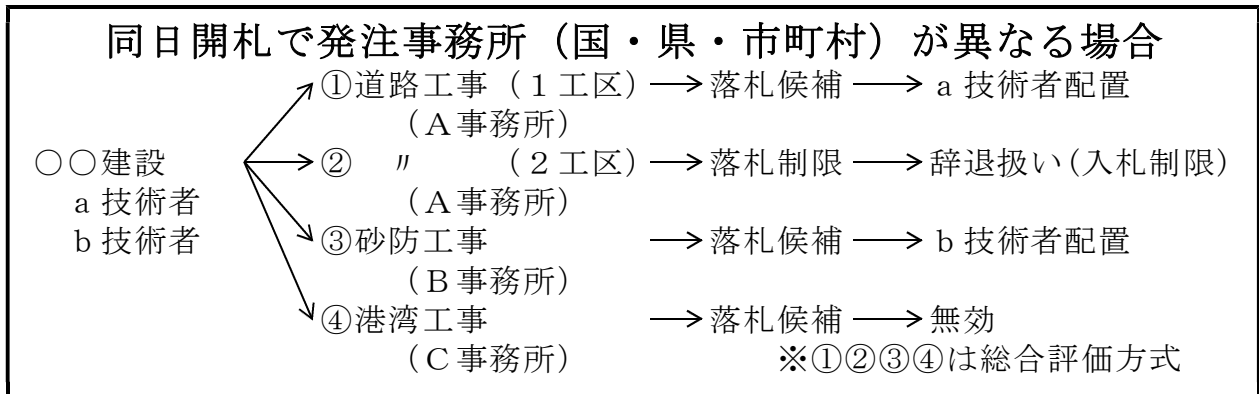 同日開札で発注事務所（国・県・市町村）が異なる場合
①道路工事（１工区）→落札候補→ａ技術者配置
（Ａ事務所）
○○建設　②　〃　（２工区）→落札制限→辞退扱い（入札制限）
ａ技術者　（Ａ事務所）
ｂ技術者　③砂防工事→落札候補→ｂ技術者配置
（Ｂ事務所）
④港湾工事→落札候補→無効
（Ｃ事務所）　※①②③④は総合評価方式